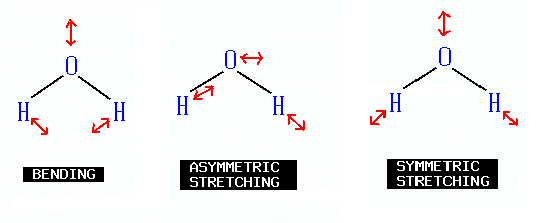 O
H H
BENDING
O
H H
ASYMMETRIC
STRETCHING
O
H H
SYMMETRIC
STRETCHING